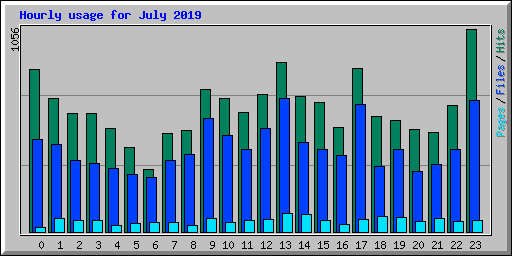 Hourly usage for July 2019
1056
Pages/Files/Hits
0 1 2 3 4 5 6 7 8 9 10 11 12 13 14 15 16 17 18 19 20 21 22 23